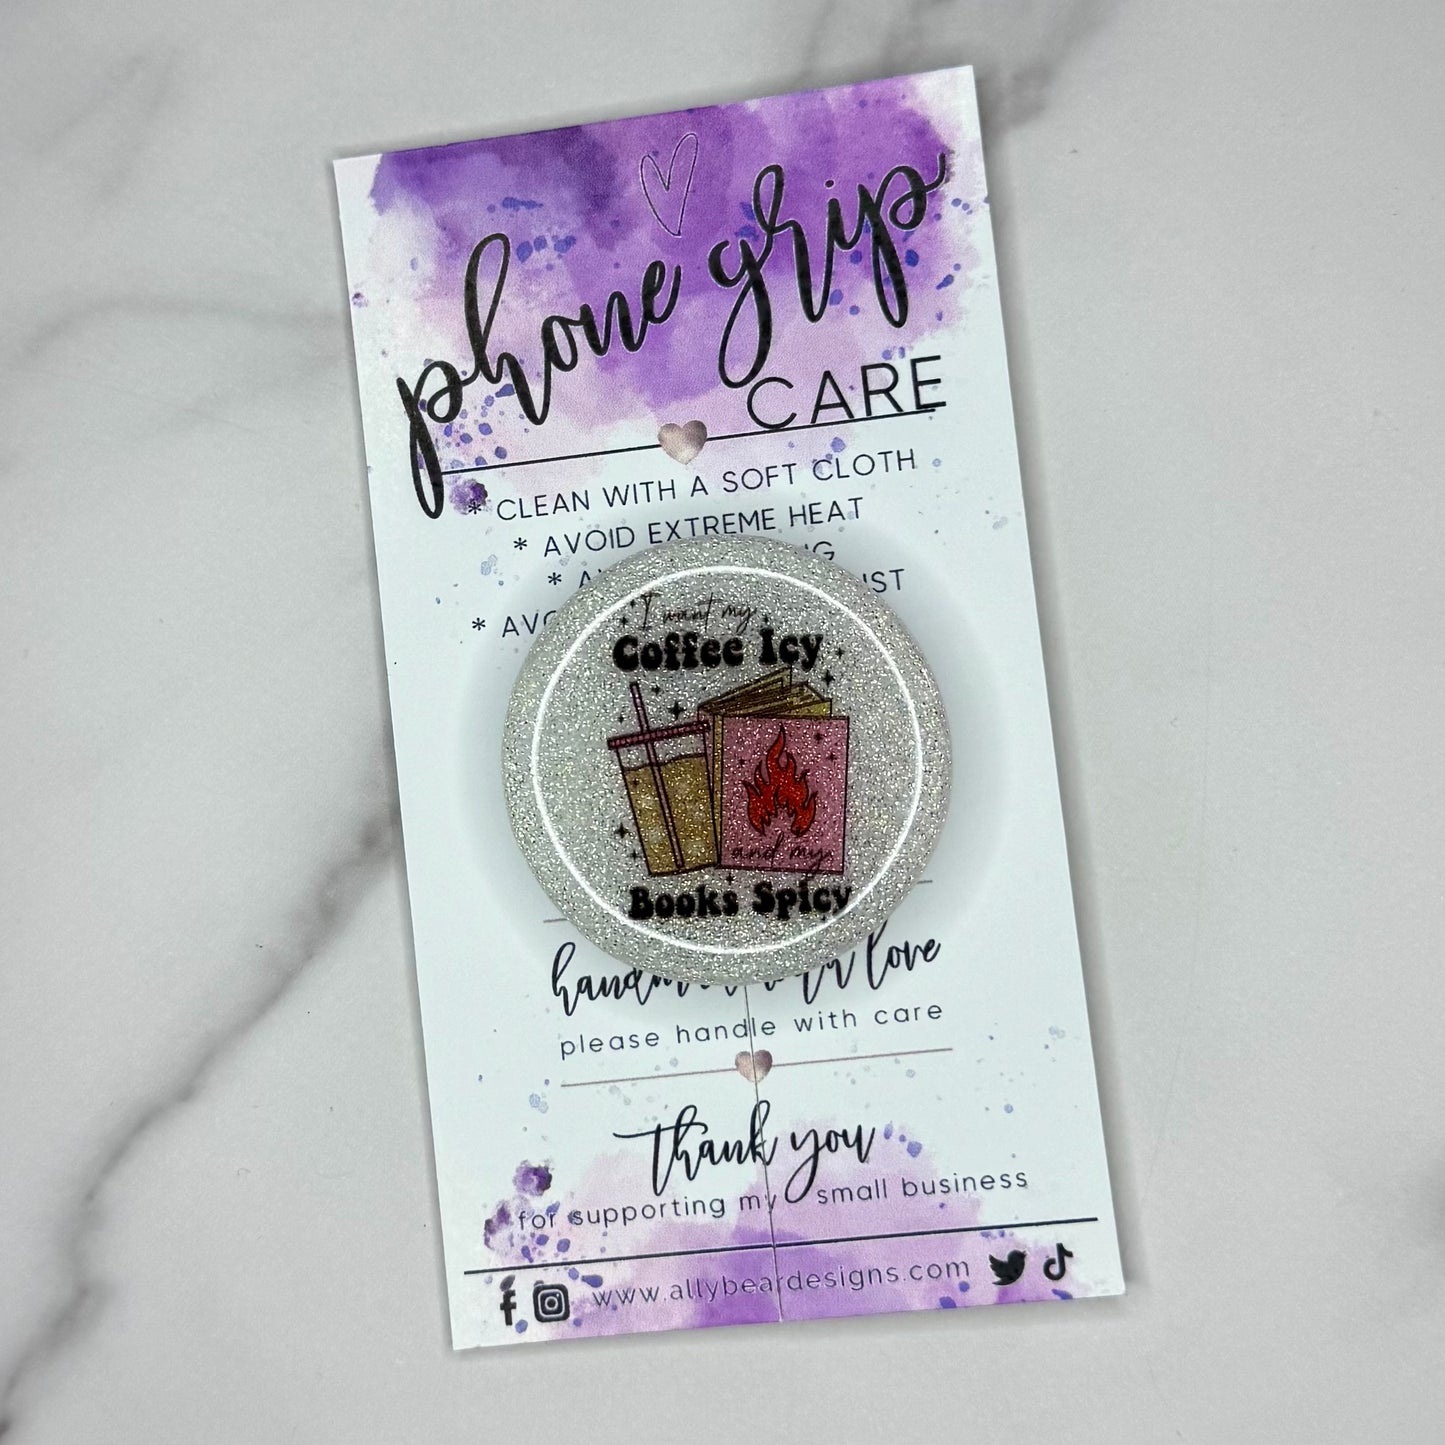 phone grip
CARE
* CLEAN WITH A SOFT CLOTH
* AVOID EXTREME HEAT
*
*
I want my
Coffee Icy
and my
Books Spicy
love
please handle with care
thank you
for supporting my small business
www.allybeardesigns.com